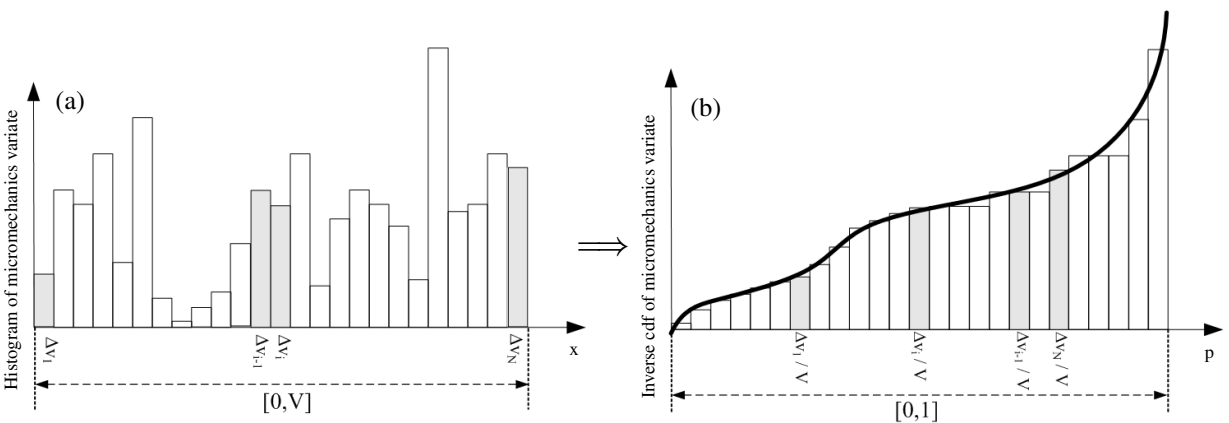 Histogram of micromechanics variate
(a)
Δv1
Δvi-1
Δvi
ΔvN
x
[0,V]
⟹
Inverse cdf of micromechanics variate
(b)
Δv1 / V
Δvi / V
Δvi-1 / V
ΔvN / V
p
[0,1]